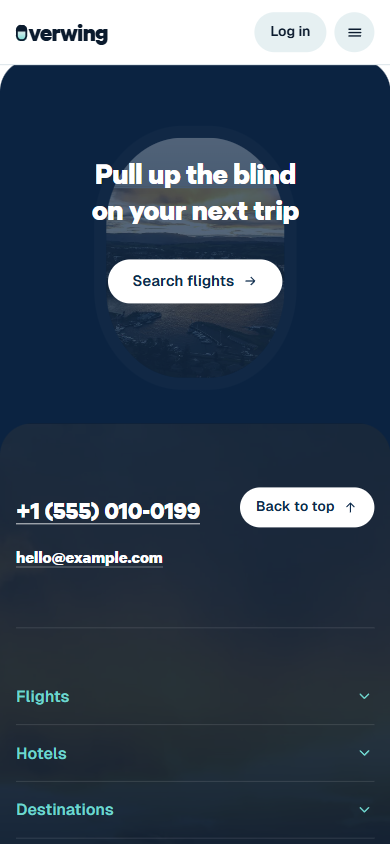 Overwing
Log in
Pull up the blind
on your next trip
Search flights
+1 (555) 010-0199
Back to top
hello@example.com
Flights
Hotels
Destinations